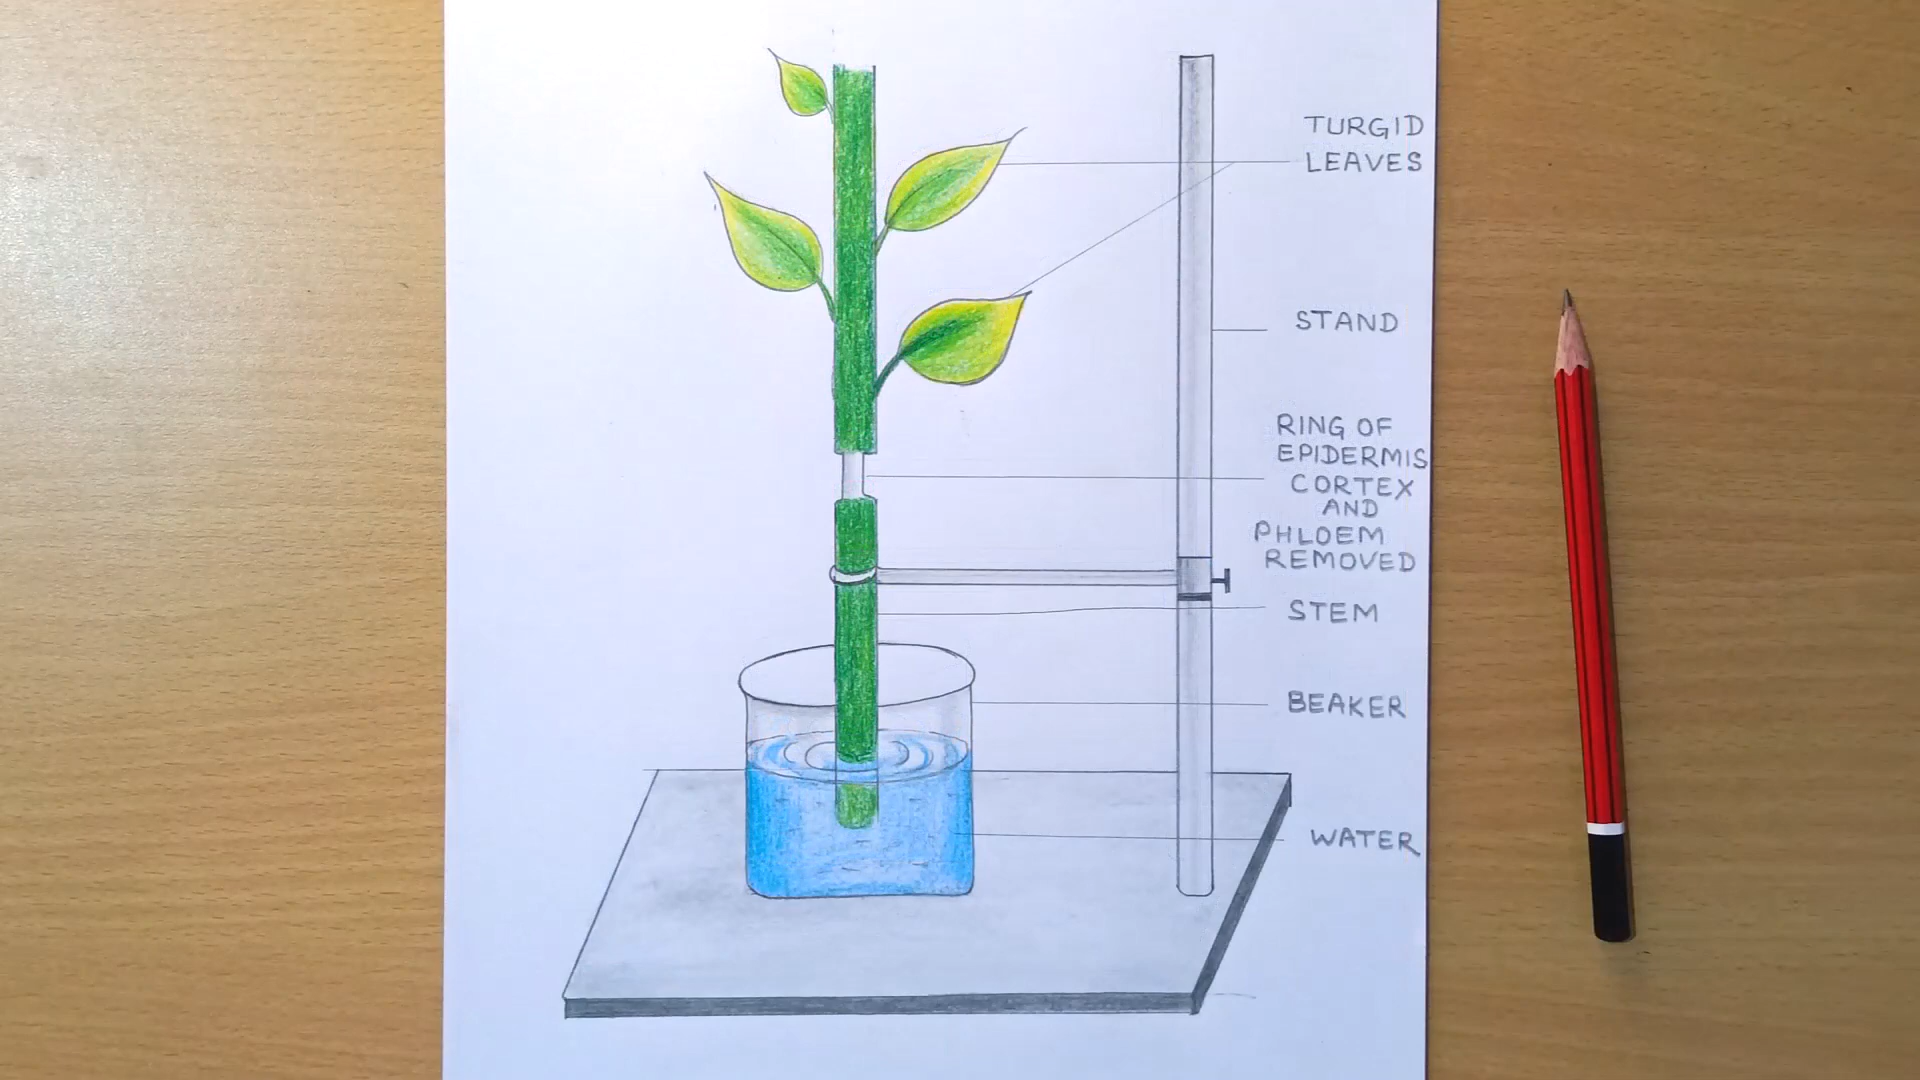 TURGID
LEAVES
STAND
RING OF
EPIDERMIS
CORTEX
AND
PHLOEM
REMOVED
STEM
BEAKER
WATER